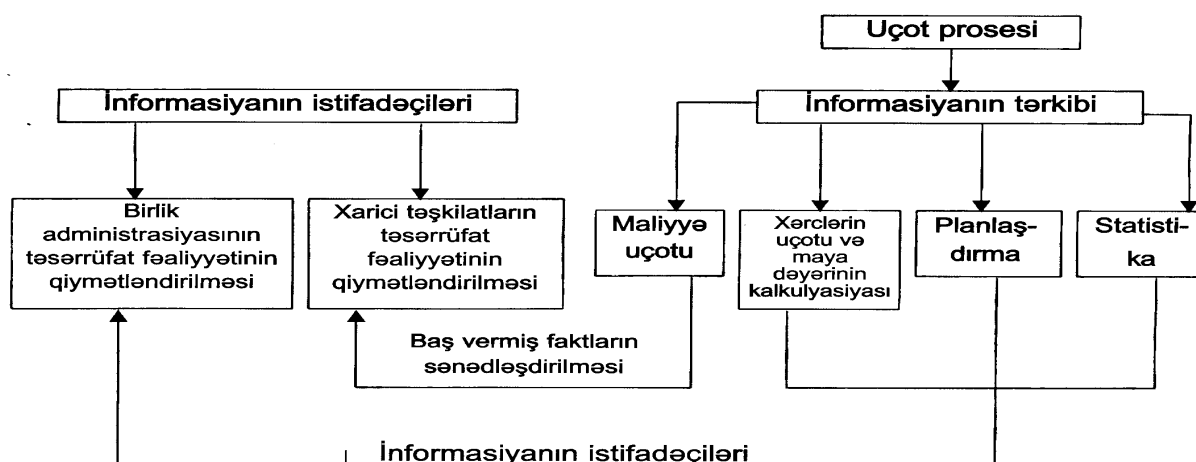 Uçot prosesi
İnformasiyanın istifadəçiləri
İnformasiyanın tərkibi
Birlik
administrasiyasının
təsərrüfat fəaliyyətinin
qiymətləndirilməsi
Xarici təşkilatların
təsərrüfat
fəaliyyətinin
qiymətləndirilməsi
Maliyyə
uçotu
Xərclərin
uçotu və
maya
dəyərinin
kalkulyasiyası
Planlaş-
dırma
Statisti-
ka
Baş vermiş faktların
sənədləşdirilməsi
İnformasiyanın istifadəçiləri